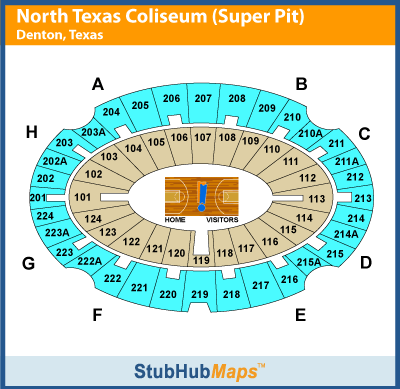 North Texas Coliseum (Super Pit)
Denton, Texas
A B
204 205 206 207 208 209 210
203 203A 210A 211
H C
202A 211A
202 212
201 213
224 214
223A 214A
223 222A 215A 215
G D
222 221 220 219 218 217 216
F E
103 104 105 106 107 108 109 110
102 111
112
101 113
124 114
123 115
122 121 120 119 118 117 116
HOME VISITORS
StubHubMaps™